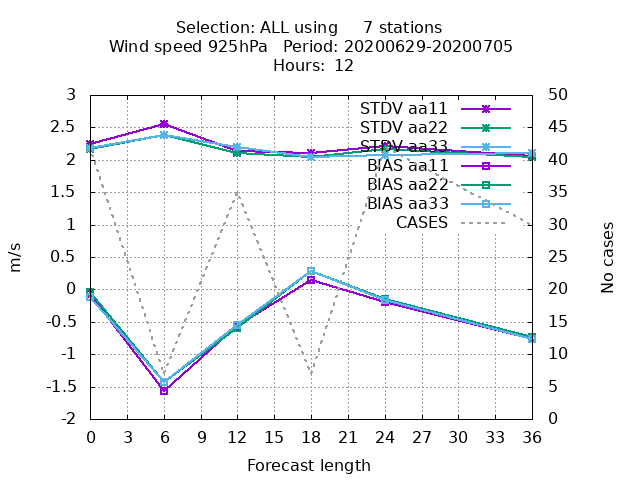 Selection: ALL using     7 stations
Wind speed 925hPa   Period: 20200629-20200705
Hours: 12
3
2.5
2
1.5
1
0.5
0
-0.5
-1
-1.5
-2
m/s
50
45
40
35
30
25
20
15
10
5
0
No cases
STDV aa11
STDV aa22
STDV aa33
BIAS aa11
BIAS aa22
BIAS aa33
CASES
0 3 6 9 12 15 18 21 24 27 30 33 36
Forecast length